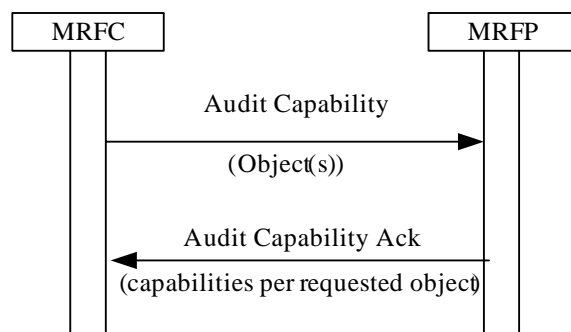 MRFC
MRFP
Audit Capability
(Object(s))
Audit Capability Ack
(capabilities per requested object)